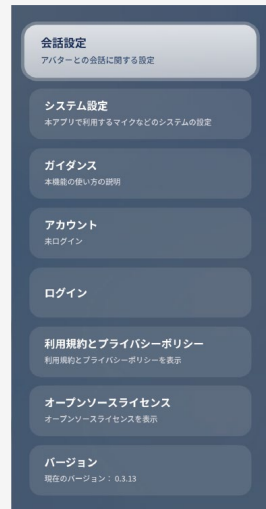 会話設定
アバターとの会話に関する設定
システム設定
本アプリで利用するマイクなどのシステムの設定
ガイダンス
本機能の使い方の説明
アカウント
未ログイン
ログイン
利用規約とプライバシーポリシー
利用規約とプライバシーポリシーを表示
オープンソースライセンス
オープンソースライセンスを表示
バージョン
現在のバージョン： 0.3.13